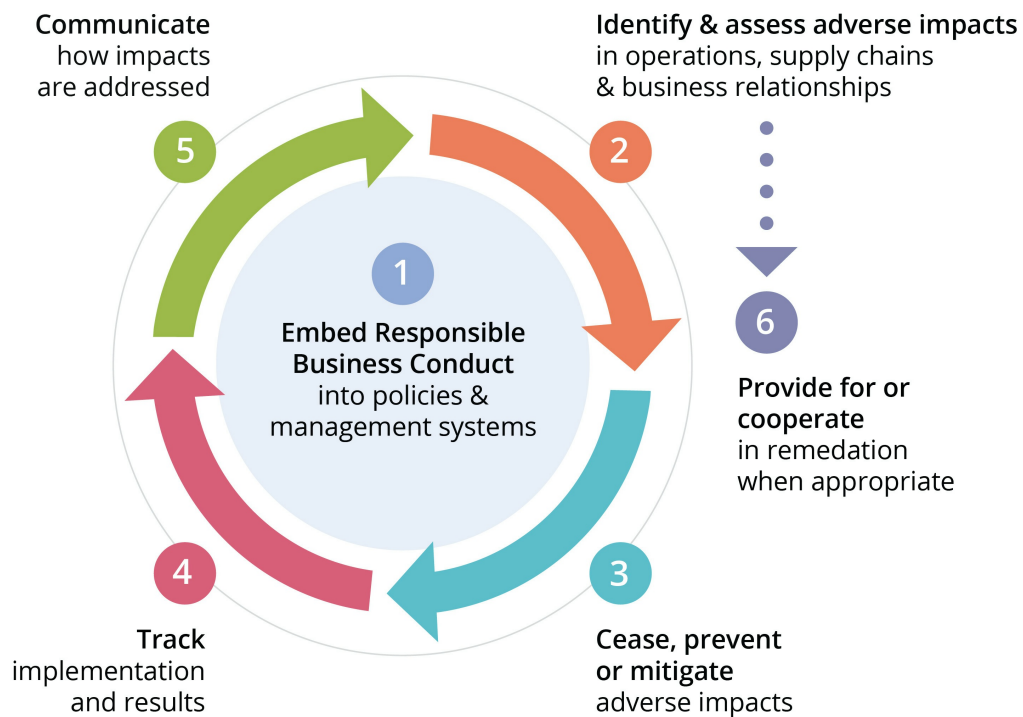 1
Embed Responsible
Business Conduct
into policies &
management systems
2
Identify & assess adverse impacts
in operations, supply chains
& business relationships
3
Cease, prevent
or mitigate
adverse impacts
4
Track
implementation
and results
5
Communicate
how impacts
are addressed
6
Provide for or
cooperate
in remedation
when appropriate